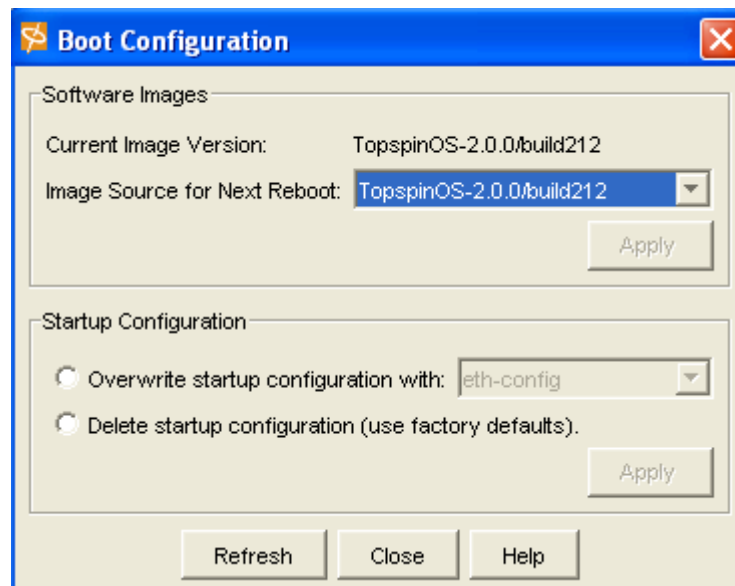 Boot Configuration
Software Images
Current Image Version: TopspinOS-2.0.0/build212
Image Source for Next Reboot: TopspinOS-2.0.0/build212
Apply
Startup Configuration
Overwrite startup configuration with: eth-config
Delete startup configuration (use factory defaults).
Apply
Refresh Close Help